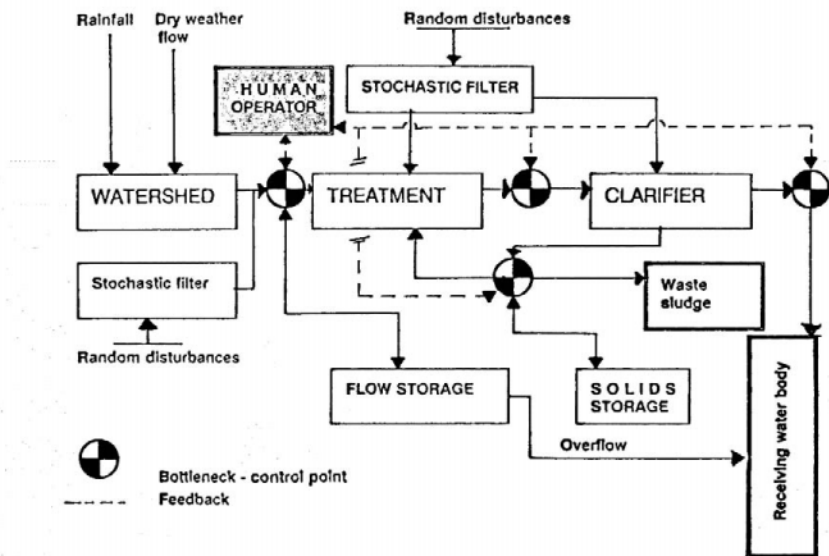 Rainfall
Dry weather
flow
Random disturbances
HUMAN
OPERATOR
STOCHASTIC FILTER
WATERSHED
TREATMENT
CLARIFIER
Stochastic filter
Waste
sludge
Random disturbances
FLOW STORAGE
SOLIDS
STORAGE
Receiving water body
Overflow
Bottleneck - control point
Feedback